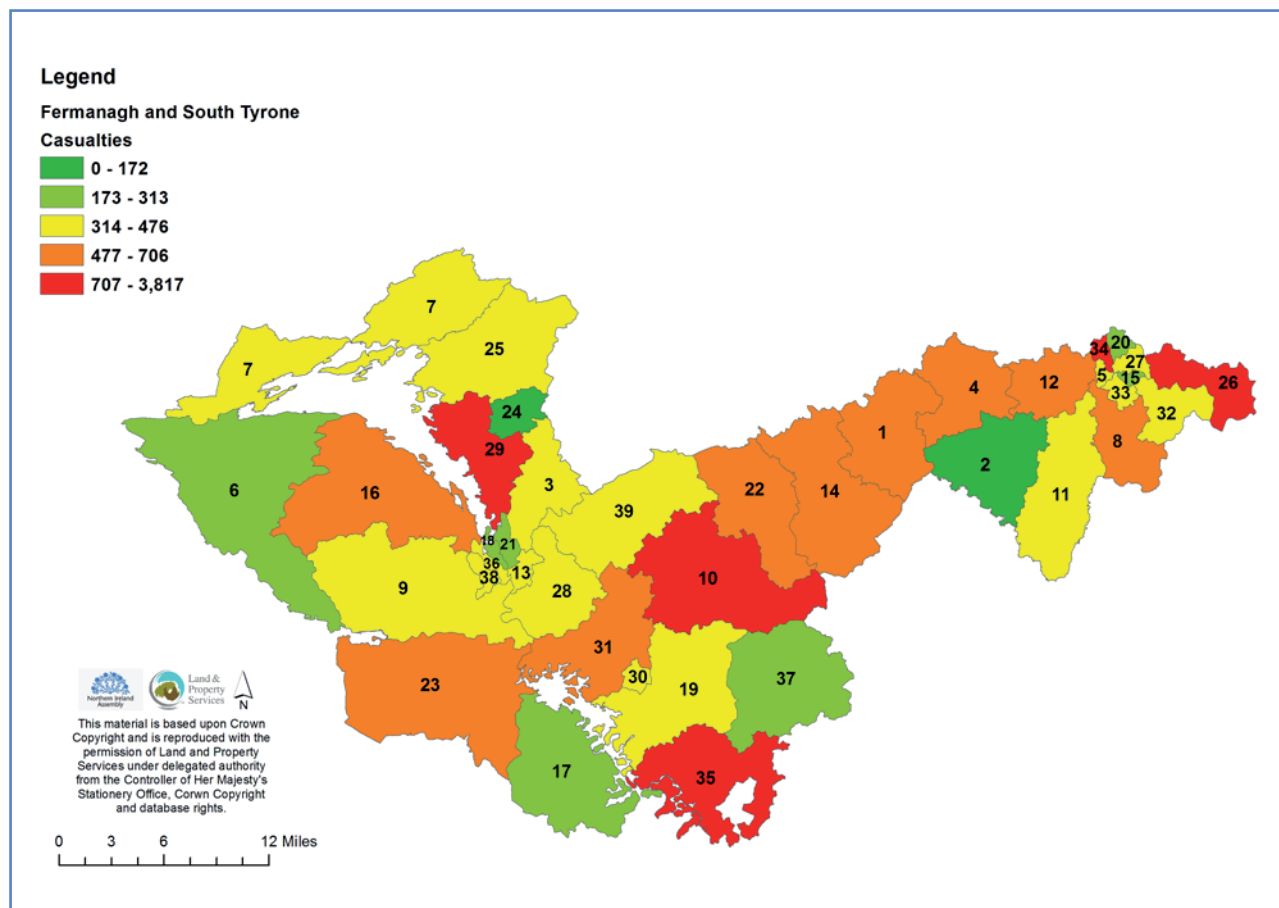 Legend
Fermanagh and South Tyrone
Casualties
0 - 172
173 - 313
314 - 476
477 - 706
707 - 3,817
7
7
25
24
29
3
6
16
18
21
36
38
13
9
28
39
22
14
1
4
12
2
11
34
20
27
5
15
33
26
32
8
10
31
30
19
37
23
17
35
Northern Ireland
Assembly
Land &
Property
Services
N
This material is based upon Crown
Copyright and is reproduced with the
permission of Land and Property
Services under delegated authority
from the Controller of Her Majesty's
Stationery Office, Corwn Copyright
and database rights.
0 3 6 12 Miles